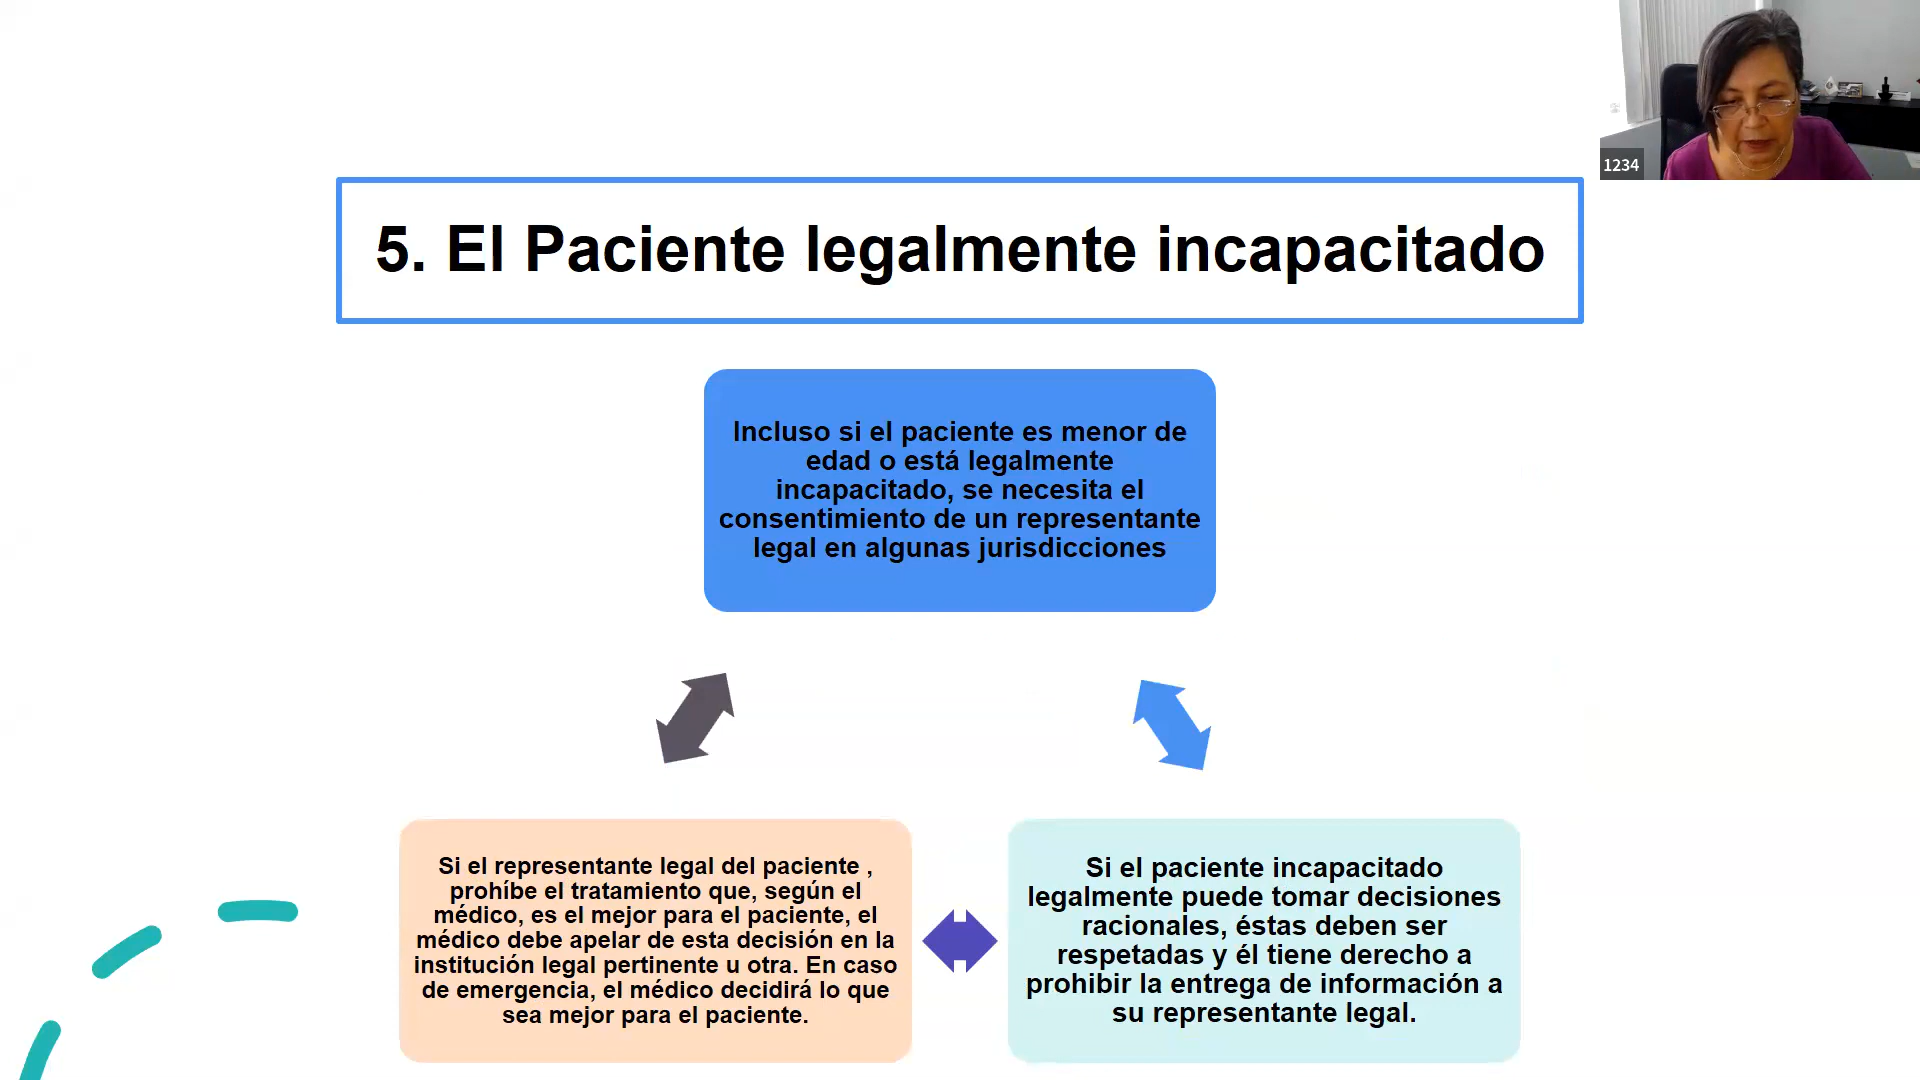 1234
5. El Paciente legalmente incapacitado
Incluso si el paciente es menor de
edad o está legalmente
incapacitado, se necesita el
consentimiento de un representante
legal en algunas jurisdicciones
Si el representante legal del paciente ,
prohíbe el tratamiento que, según el
médico, es el mejor para el paciente, el
médico debe apelar de esta decisión en la
institución legal pertinente u otra. En caso
de emergencia, el médico decidirá lo que
sea mejor para el paciente.
Si el paciente incapacitado
legalmente puede tomar decisiones
racionales, éstas deben ser
respetadas y él tiene derecho a
prohibir la entrega de información a
su representante legal.